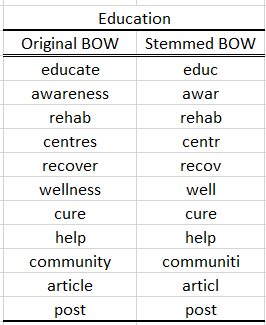 Education
Original BOW Stemmed BOW
educate educ
awareness awar
rehab rehab
centres centr
recover recov
wellness well
cure cure
help help
community communiti
article articl
post post